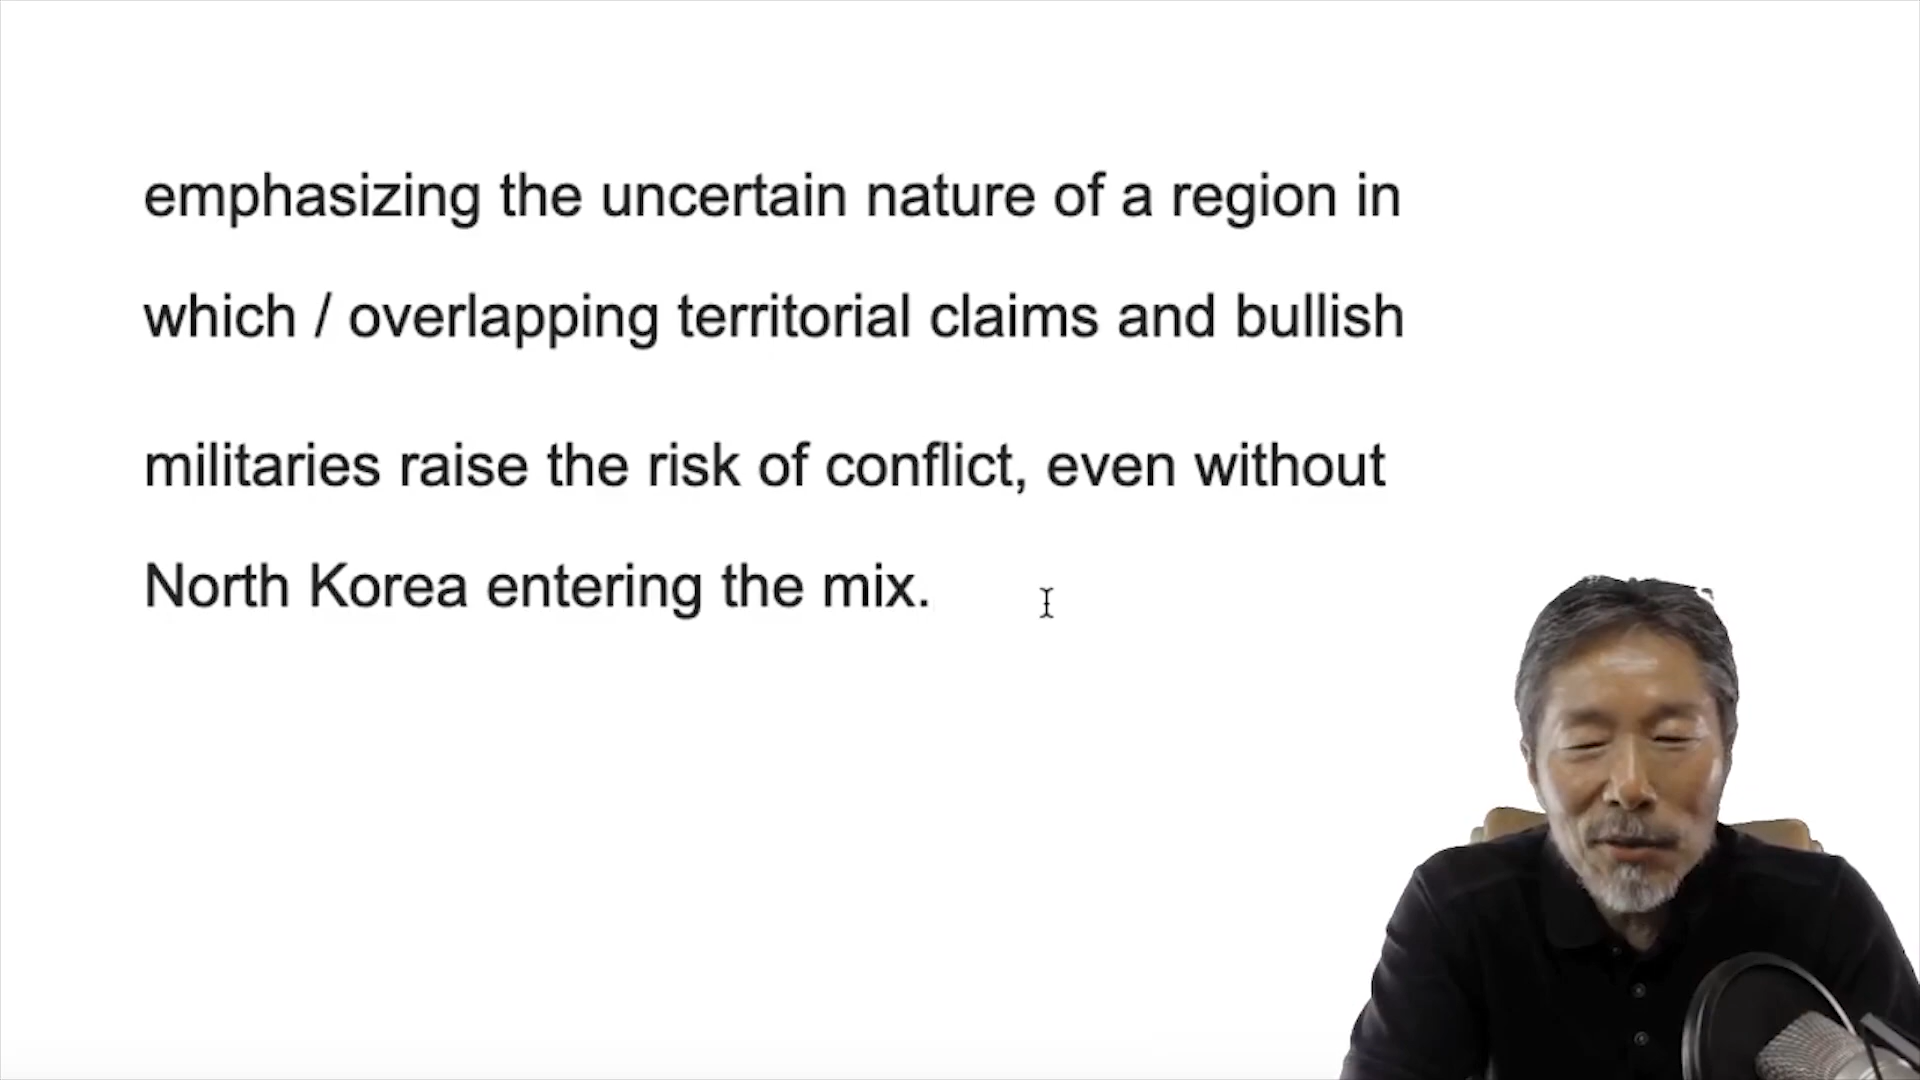 emphasizing the uncertain nature of a region in
which / overlapping territorial claims and bullish
militaries raise the risk of conflict, even without
North Korea entering the mix.